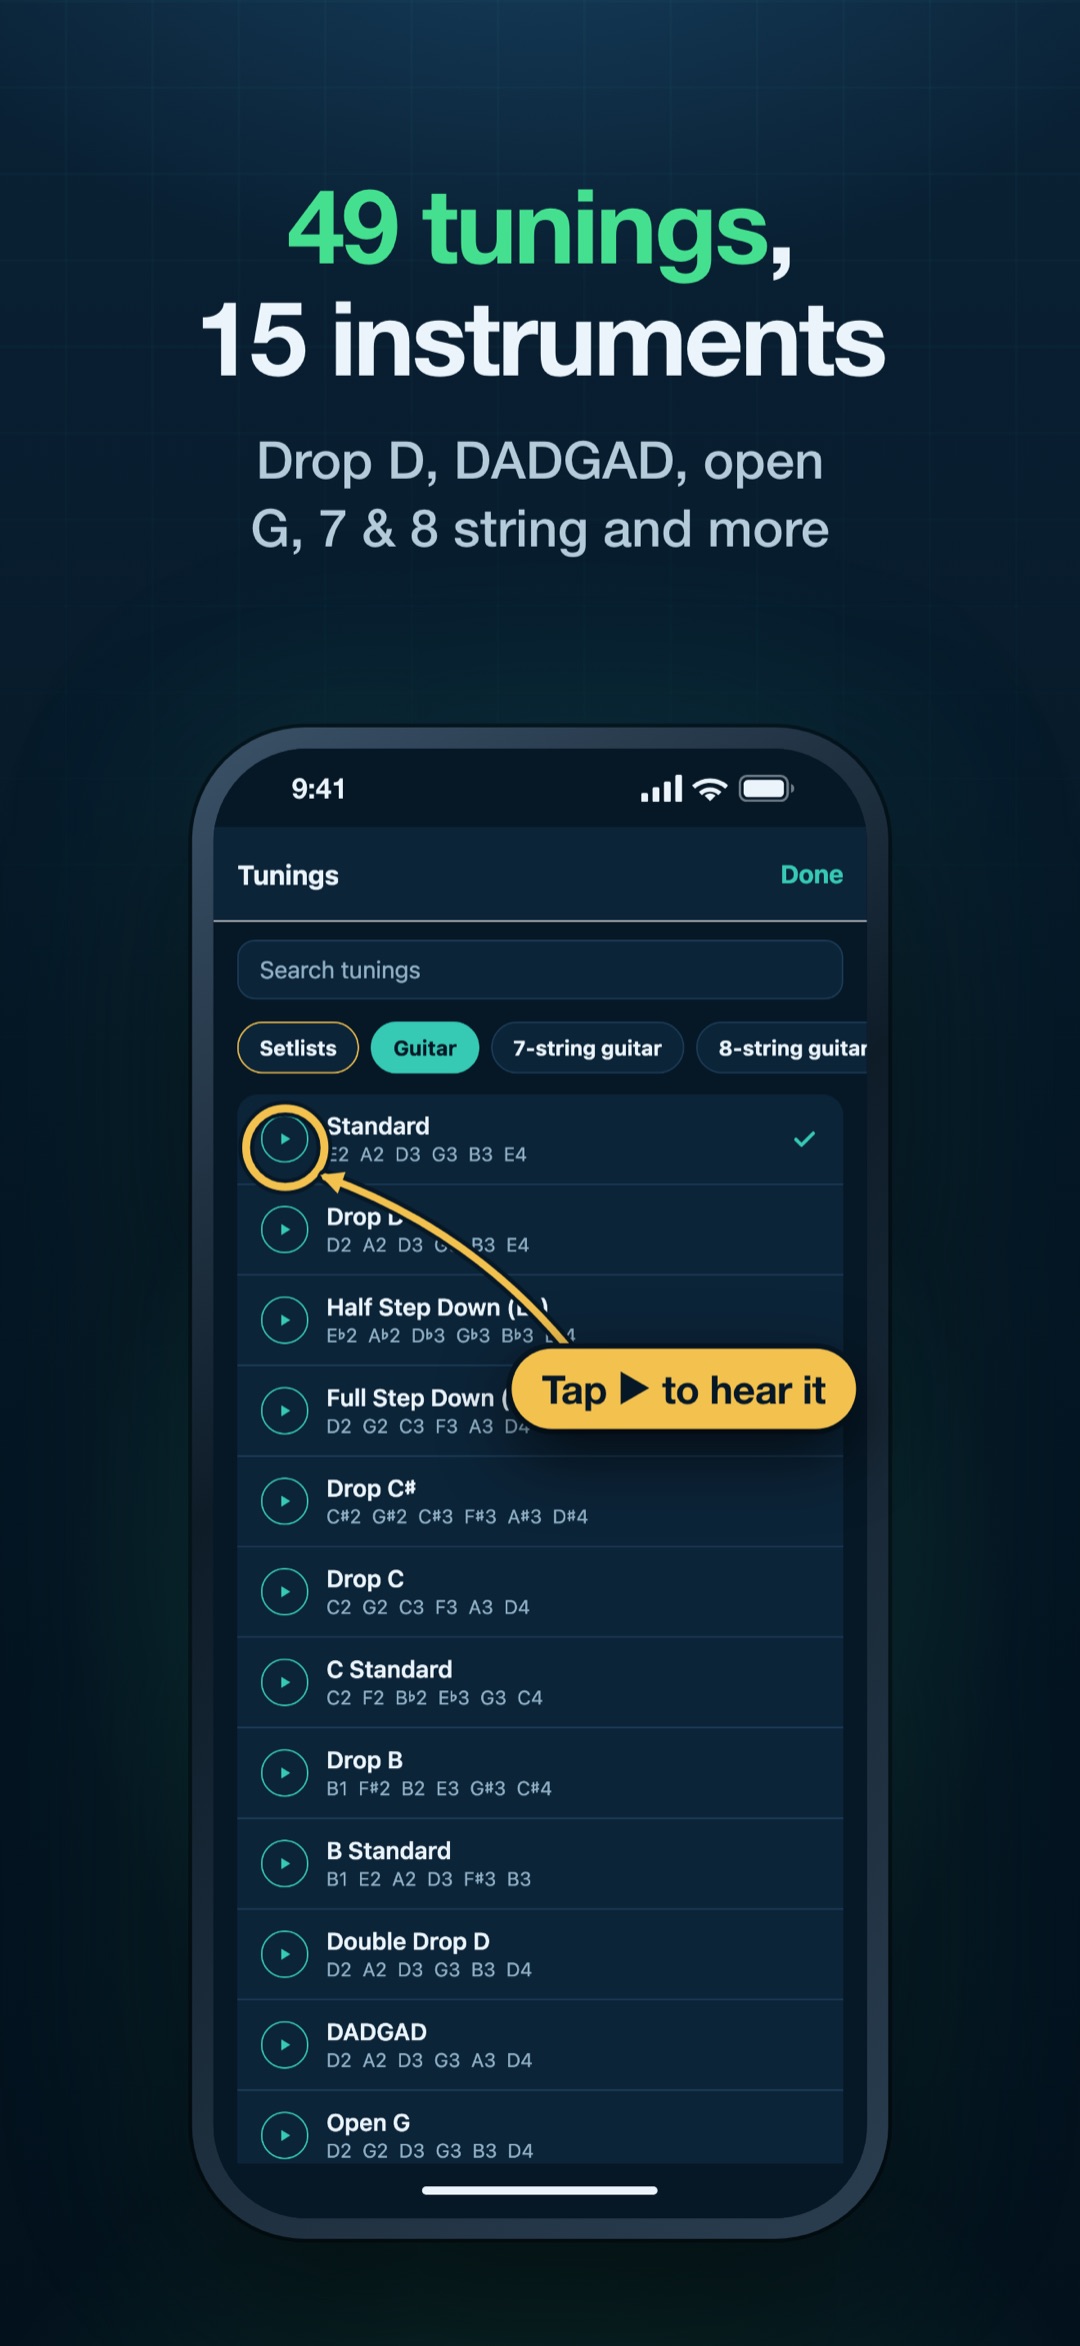 49 tunings,
15 instruments
Drop D, DADGAD, open
G, 7 & 8 string and more
9:41
Tunings
Done
Search tunings
Setlists
Guitar
7-string guitar
8-string guitar
Standard
E2 A2 D3 G3 B3 E4
Drop D
D2 A2 D3 B3 E4
Half Step Down
E♭2 A♭2 D♭3 G♭3 B♭3
Full Step Down (
D2 G2 C3 F3 A3 D4
Tap ▶ to hear it
Drop C#
C#2 G#2 C#3 F#3 A#3 D#4
Drop C
C2 G2 C3 F3 A3 D4
C Standard
C2 F2 B♭2 E♭3 G3 C4
Drop B
B1 F#2 B2 E3 G#3 C#4
B Standard
B1 E2 A2 D3 F#3 B3
Double Drop D
D2 A2 D3 G3 B3 D4
DADGAD
D2 A2 D3 G3 A3 D4
Open G
D2 G2 D3 G3 B3 D4